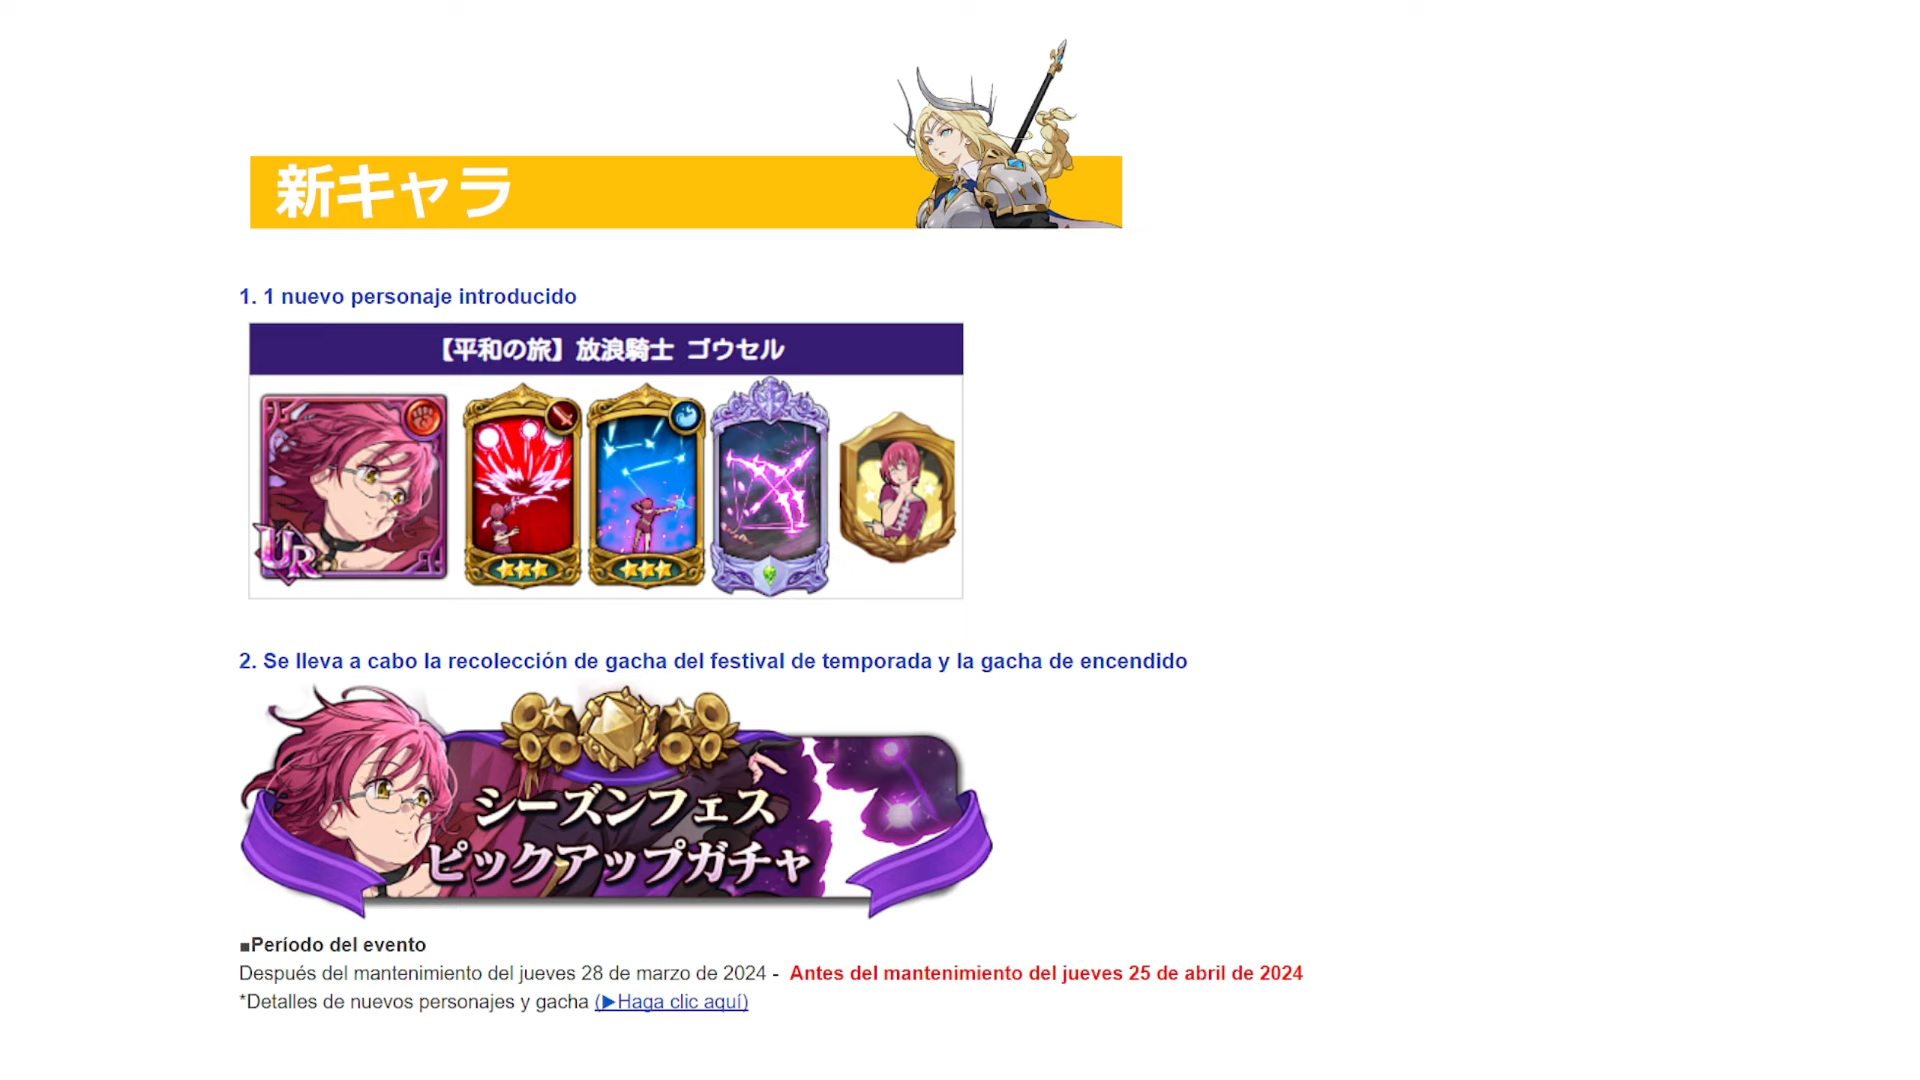 新キャラ
1. 1 nuevo personaje introducido
【平和の旅】放浪騎士 ゴウセル
UR
2. Se lleva a cabo la recolección de gacha del festival de temporada y la gacha de encendido
シーズンフェス
ピックアップガチャ
■Período del evento
Después del mantenimiento del jueves 28 de marzo de 2024 - Antes del mantenimiento del jueves 25 de abril de 2024
*Detalles de nuevos personajes y gacha (▶Haga clic aquí)